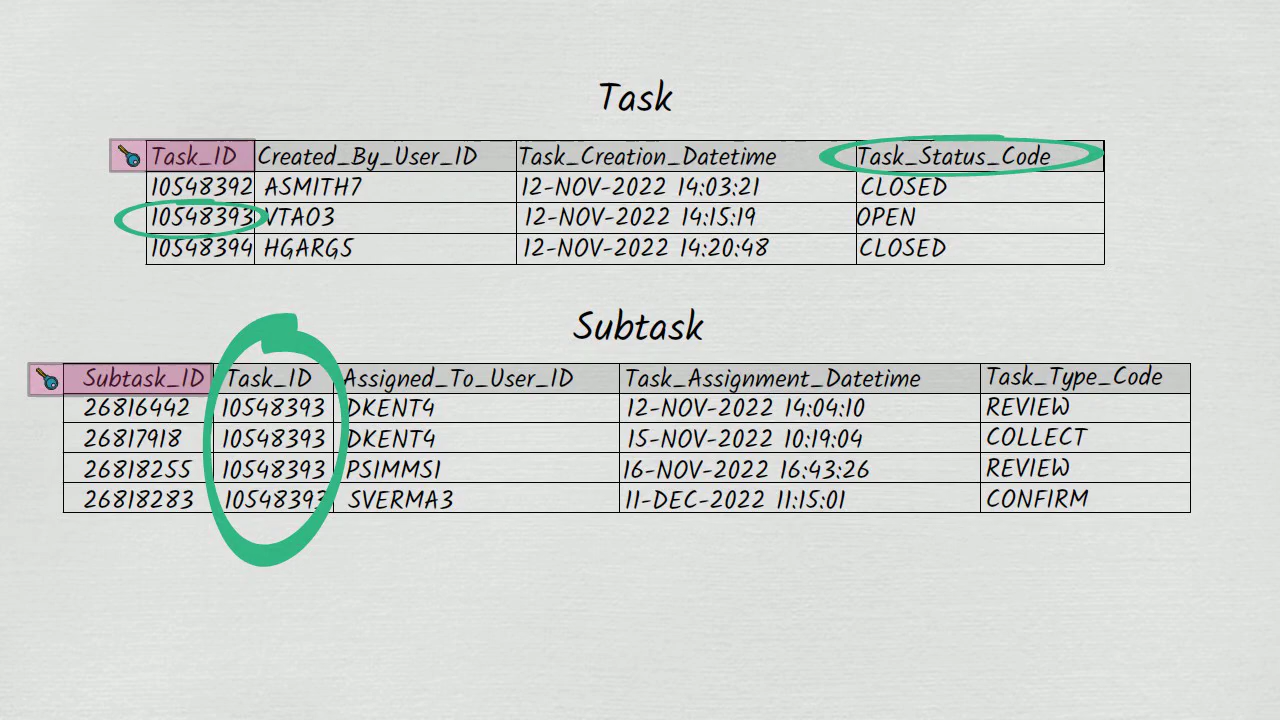 Task
Task_ID Created_By_User_ID Task_Creation_Datetime Task_Status_Code
10548392 ASMITH7 12-NOV-2022 14:03:21 CLOSED
10548393 VTAO3 12-NOV-2022 14:15:19 OPEN
10548394 HGARG5 12-NOV-2022 14:20:48 CLOSED
Subtask
Subtask_ID Task_ID Assigned_To_User_ID Task_Assignment_Datetime Task_Type_Code
26816442 10548393 DKENT4 12-NOV-2022 14:04:10 REVIEW
26817918 10548393 DKENT4 15-NOV-2022 10:19:04 COLLECT
26818255 10548393 PSIMMS1 16-NOV-2022 16:43:26 REVIEW
26818283 10548393 SVERMA3 11-DEC-2022 11:15:01 CONFIRM